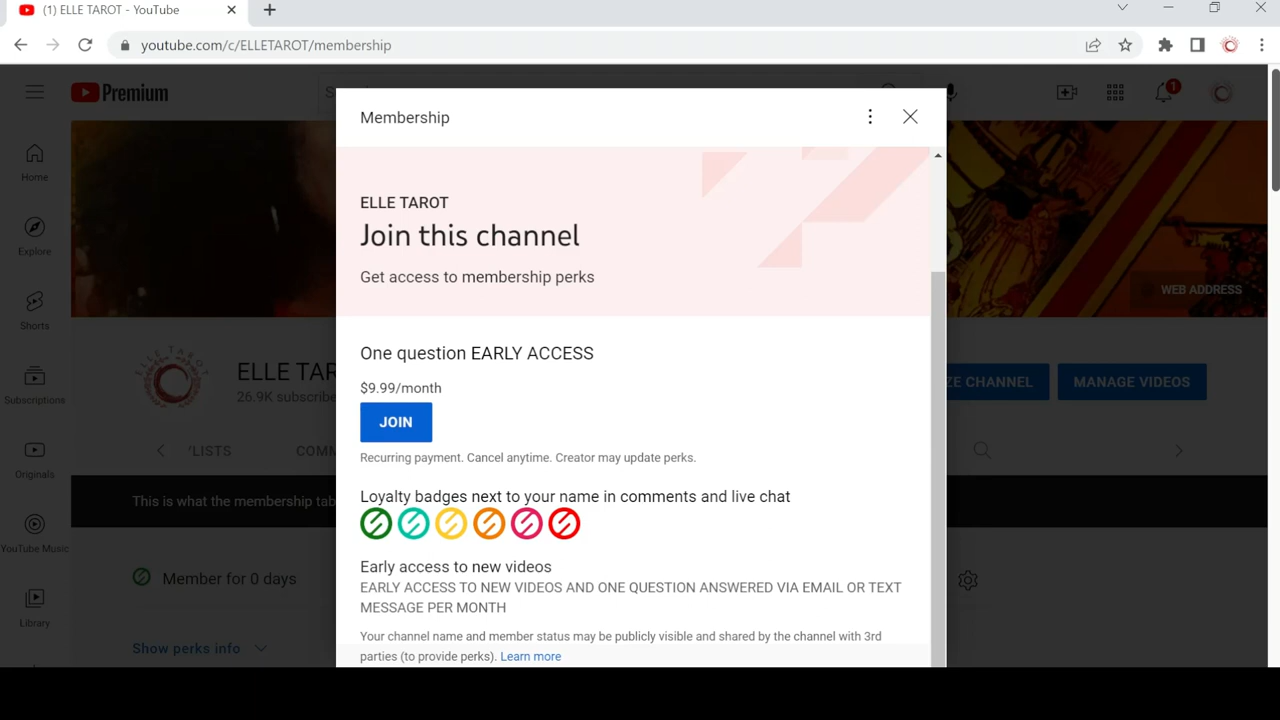 (1) ELLE TAROT - YouTube
youtube.com/c/ELLETAROT/membership
Premium
1
Membership
Home
Explore
Shorts
Subscriptions
Originals
YouTube Music
Library
ELLE TAROT
Join this channel
Get access to membership perks
WEB ADDRESS
One question EARLY ACCESS
$9.99/month
JOIN
Recurring payment. Cancel anytime. Creator may update perks.
Loyalty badges next to your name in comments and live chat
Early access to new videos
EARLY ACCESS TO NEW VIDEOS AND ONE QUESTION ANSWERED VIA EMAIL OR TEXT
MESSAGE PER MONTH
Your channel name and member status may be publicly visible and shared by the channel with 3rd
parties (to provide perks). Learn more
ELLE TAR
26.9K subscribe
ZE CHANNEL
MANAGE VIDEOS
YLISTS
COMM
This is what the membership tab
Member for 0 days
Show perks info
ELLE TAROT